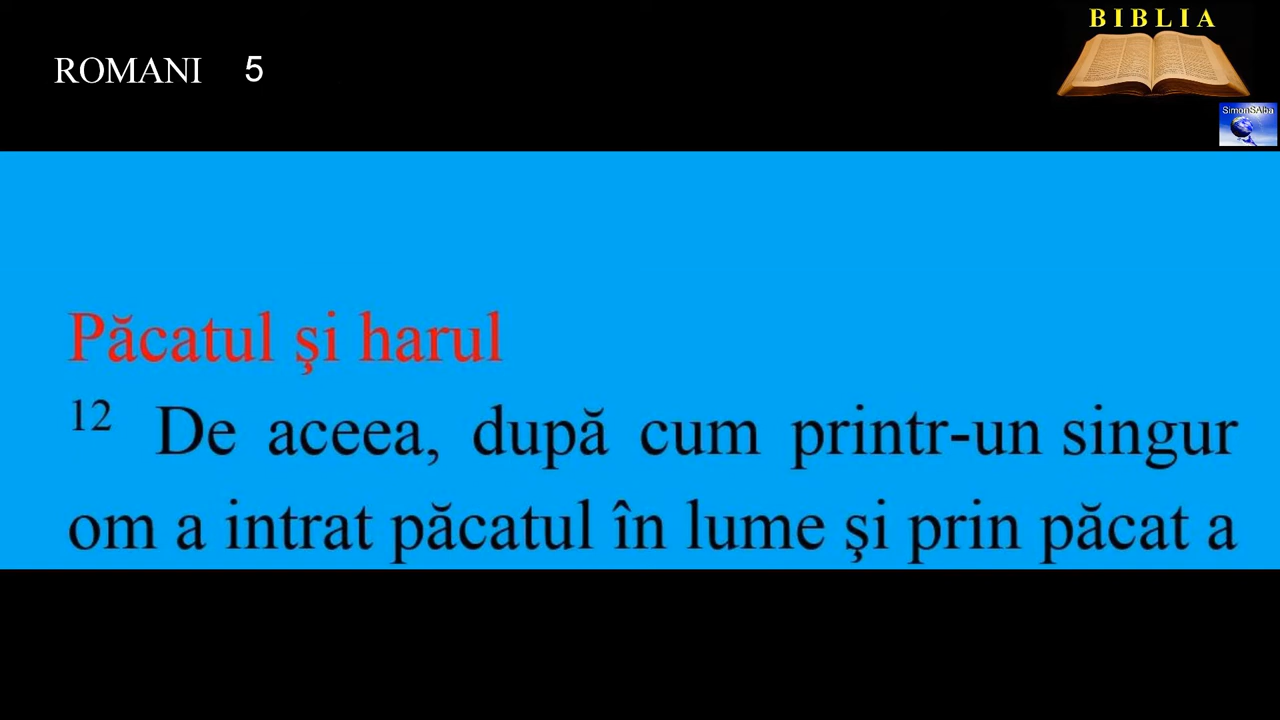 BIBLIA
ROMANI 5
SimonSAlba
Păcatul şi harul
12 De aceea, după cum printr-un singur
om a intrat păcatul în lume şi prin păcat a